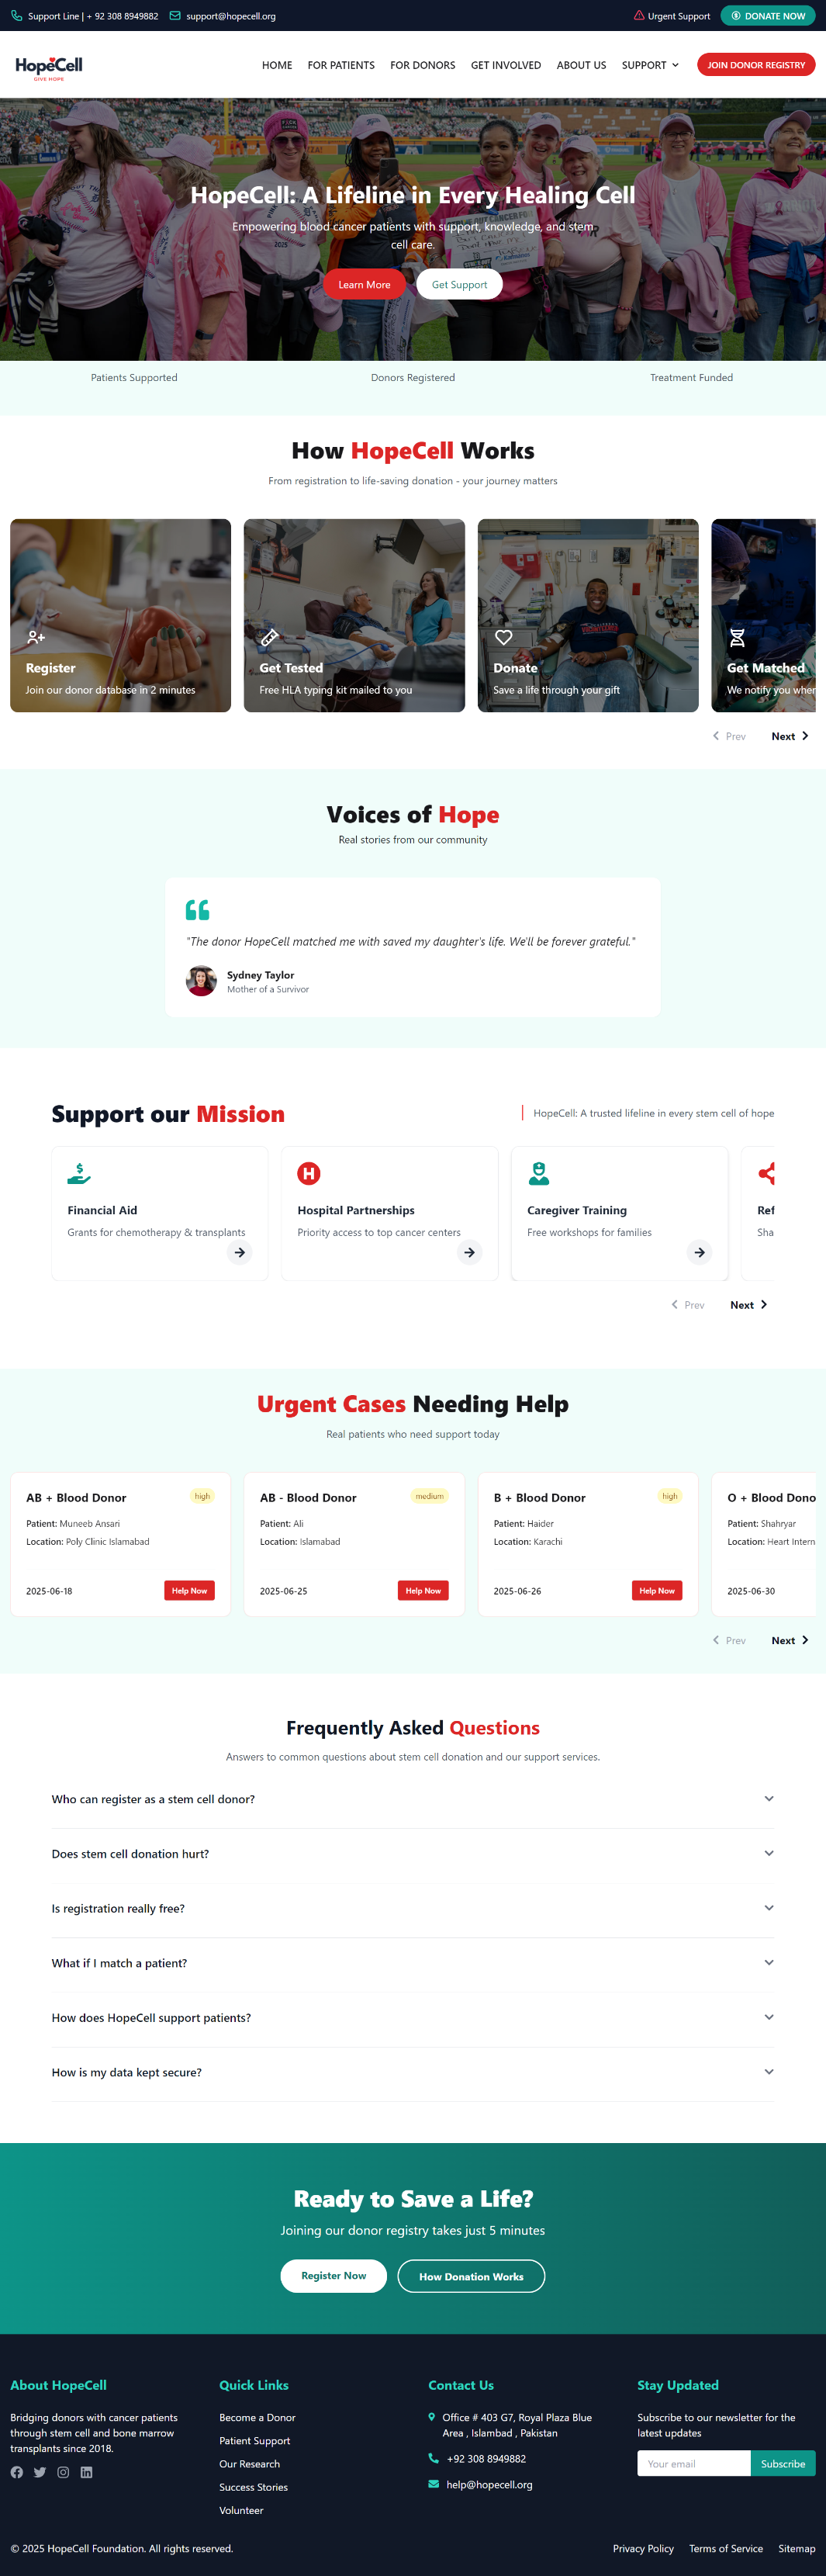 Support Line | + 92 308 8949882
support@hopecell.org
Urgent Support
DONATE NOW
HopeCell
GIVE HOPE
HOME
FOR PATIENTS
FOR DONORS
GET INVOLVED
ABOUT US
SUPPORT
JOIN DONOR REGISTRY
HopeCell: A Lifeline in Every Healing Cell
Empowering blood cancer patients with support, knowledge, and stem
cell care.
Learn More
Get Support
Patients Supported
Donors Registered
Treatment Funded
How HopeCell Works
From registration to life-saving donation - your journey matters
Register
Join our donor database in 2 minutes
Get Tested
Free HLA typing kit mailed to you
Donate
Save a life through your gift
Get Matched
We notify you when
Prev
Next
Voices of Hope
Real stories from our community
"The donor HopeCell matched me with saved my daughter's life. We'll be forever grateful."
Sydney Taylor
Mother of a Survivor
Support our Mission
HopeCell: A trusted lifeline in every stem cell of hope
Financial Aid
Grants for chemotherapy & transplants
Hospital Partnerships
Priority access to top cancer centers
Caregiver Training
Free workshops for families
Ref
Sha
Prev
Next
Urgent Cases Needing Help
Real patients who need support today
AB + Blood Donor
high
Patient: Muneeb Ansari
Location: Poly Clinic Islamabad
2025-06-18
Help Now
AB - Blood Donor
medium
Patient: Ali
Location: Islamabad
2025-06-25
Help Now
B + Blood Donor
high
Patient: Haider
Location: Karachi
2025-06-26
Help Now
O + Blood Dono
Patient: Shahryar
Location: Heart Intern
2025-06-30
Prev
Next
Frequently Asked Questions
Answers to common questions about stem cell donation and our support services.
Who can register as a stem cell donor?
Does stem cell donation hurt?
Is registration really free?
What if I match a patient?
How does HopeCell support patients?
How is my data kept secure?
Ready to Save a Life?
Joining our donor registry takes just 5 minutes
Register Now
How Donation Works
About HopeCell
Bridging donors with cancer patients
through stem cell and bone marrow
transplants since 2018.
Quick Links
Become a Donor
Patient Support
Our Research
Success Stories
Volunteer
Contact Us
Office # 403 G7, Royal Plaza Blue
Area , Islambad , Pakistan
+92 308 8949882
help@hopecell.org
Stay Updated
Subscribe to our newsletter for the
latest updates
Your email
Subscribe
© 2025 HopeCell Foundation. All rights reserved.
Privacy Policy
Terms of Service
Sitemap